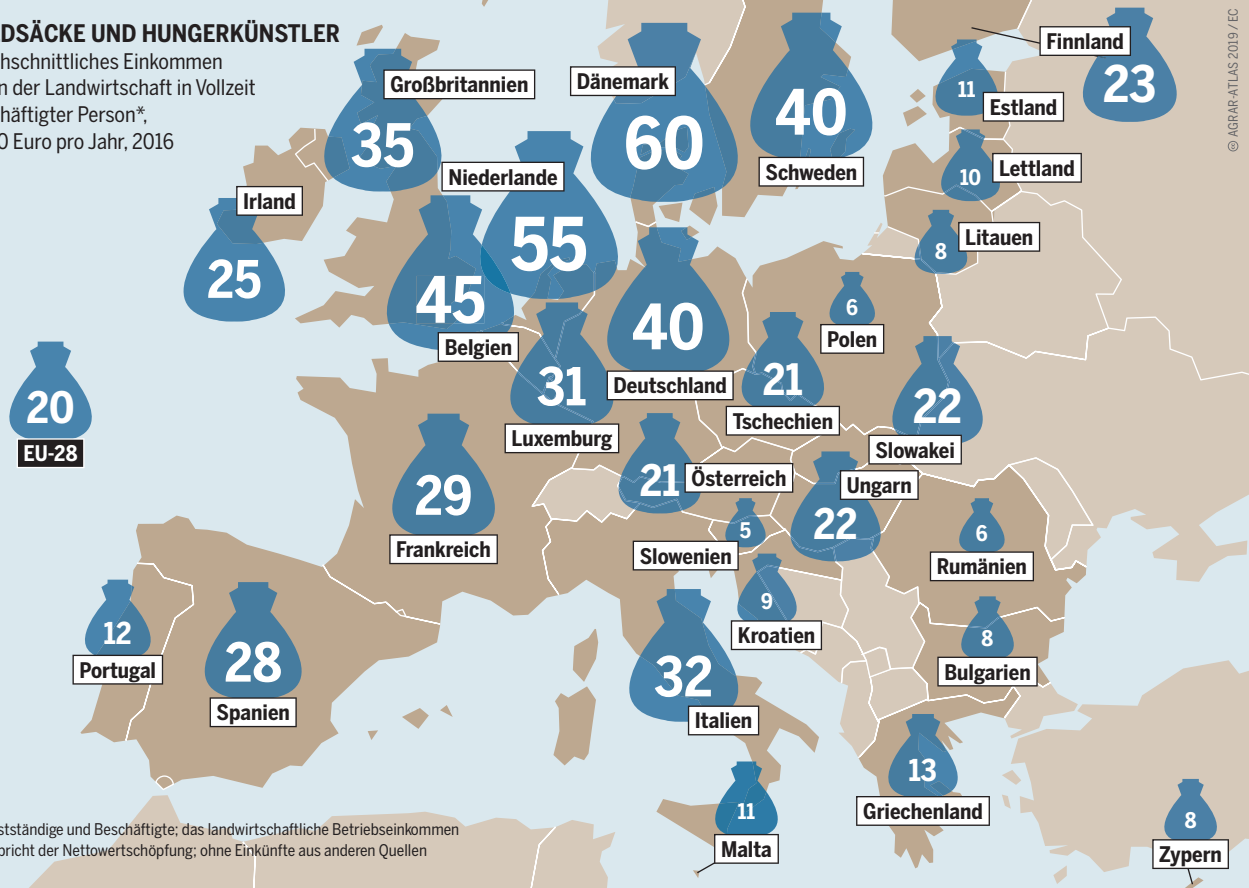 DSÄCKE UND HUNGERKÜNSTLER
hschnittliches Einkommen
n der Landwirtschaft in Vollzeit
häftigter Person*,
0 Euro pro Jahr, 2016
Großbritannien
35
Dänemark
60
40
Schweden
Finnland
23
11
Estland
© AGRAR-ATLAS 2019 / EC
10
Lettland
Niederlande
55
Irland
25
8
Litauen
45
Belgien
40
Deutschland
6
Polen
31
Luxemburg
21
Tschechien
22
Slowakei
20
EU-28
29
Frankreich
21
Österreich
Ungarn
22
5
Slowenien
6
Rumänien
9
Kroatien
12
Portugal
28
Spanien
8
Bulgarien
32
Italien
13
Griechenland
11
Malta
8
Zypern
stständige und Beschäftigte; das landwirtschaftliche Betriebseinkommen
pricht der Nettowertschöpfung; ohne Einkünfte aus anderen Quellen